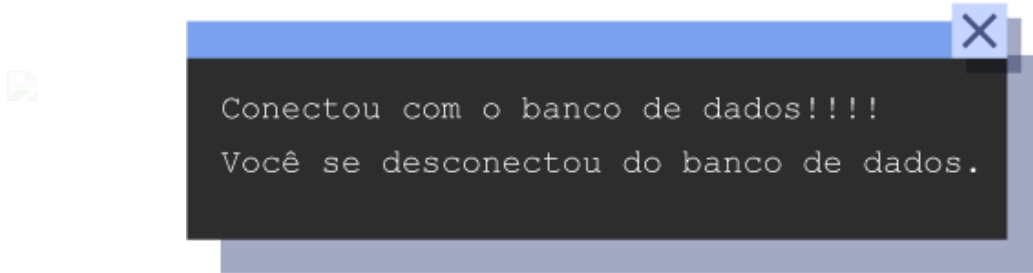 Conectou com o banco de dados!!!!
Você se desconectou do banco de dados.